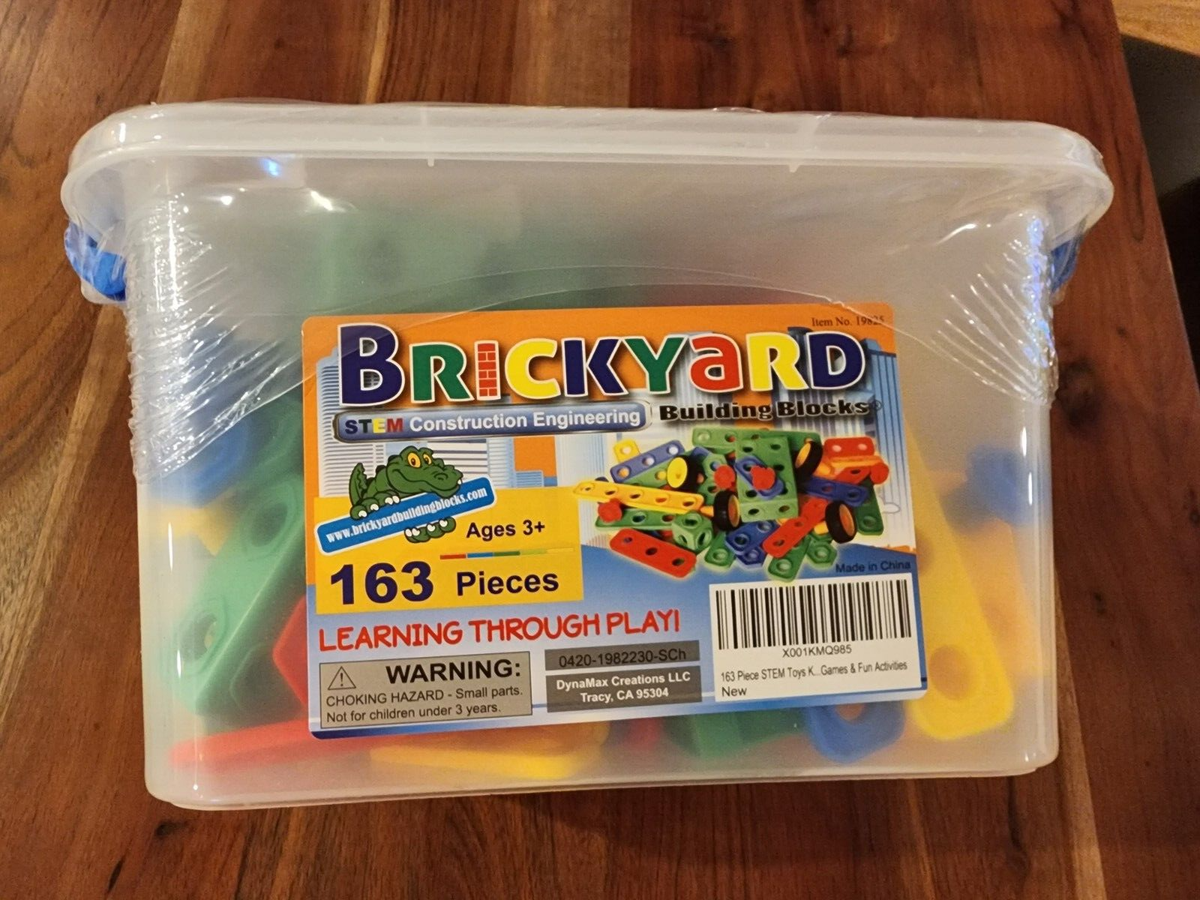 Item No. 19825
BRICKYARD
STEM Construction Engineering
Building Blocks®
www.brickyardbuildingblocks.com
Ages 3+
163 Pieces
Made in China
LEARNING THROUGH PLAY!
WARNING:
CHOKING HAZARD - Small parts.
Not for children under 3 years.
0420-1982230-SCh
DynaMax Creations LLC
Tracy, CA 95304
X001KMQ985
163 Piece STEM Toys K...Games & Fun Activities
New